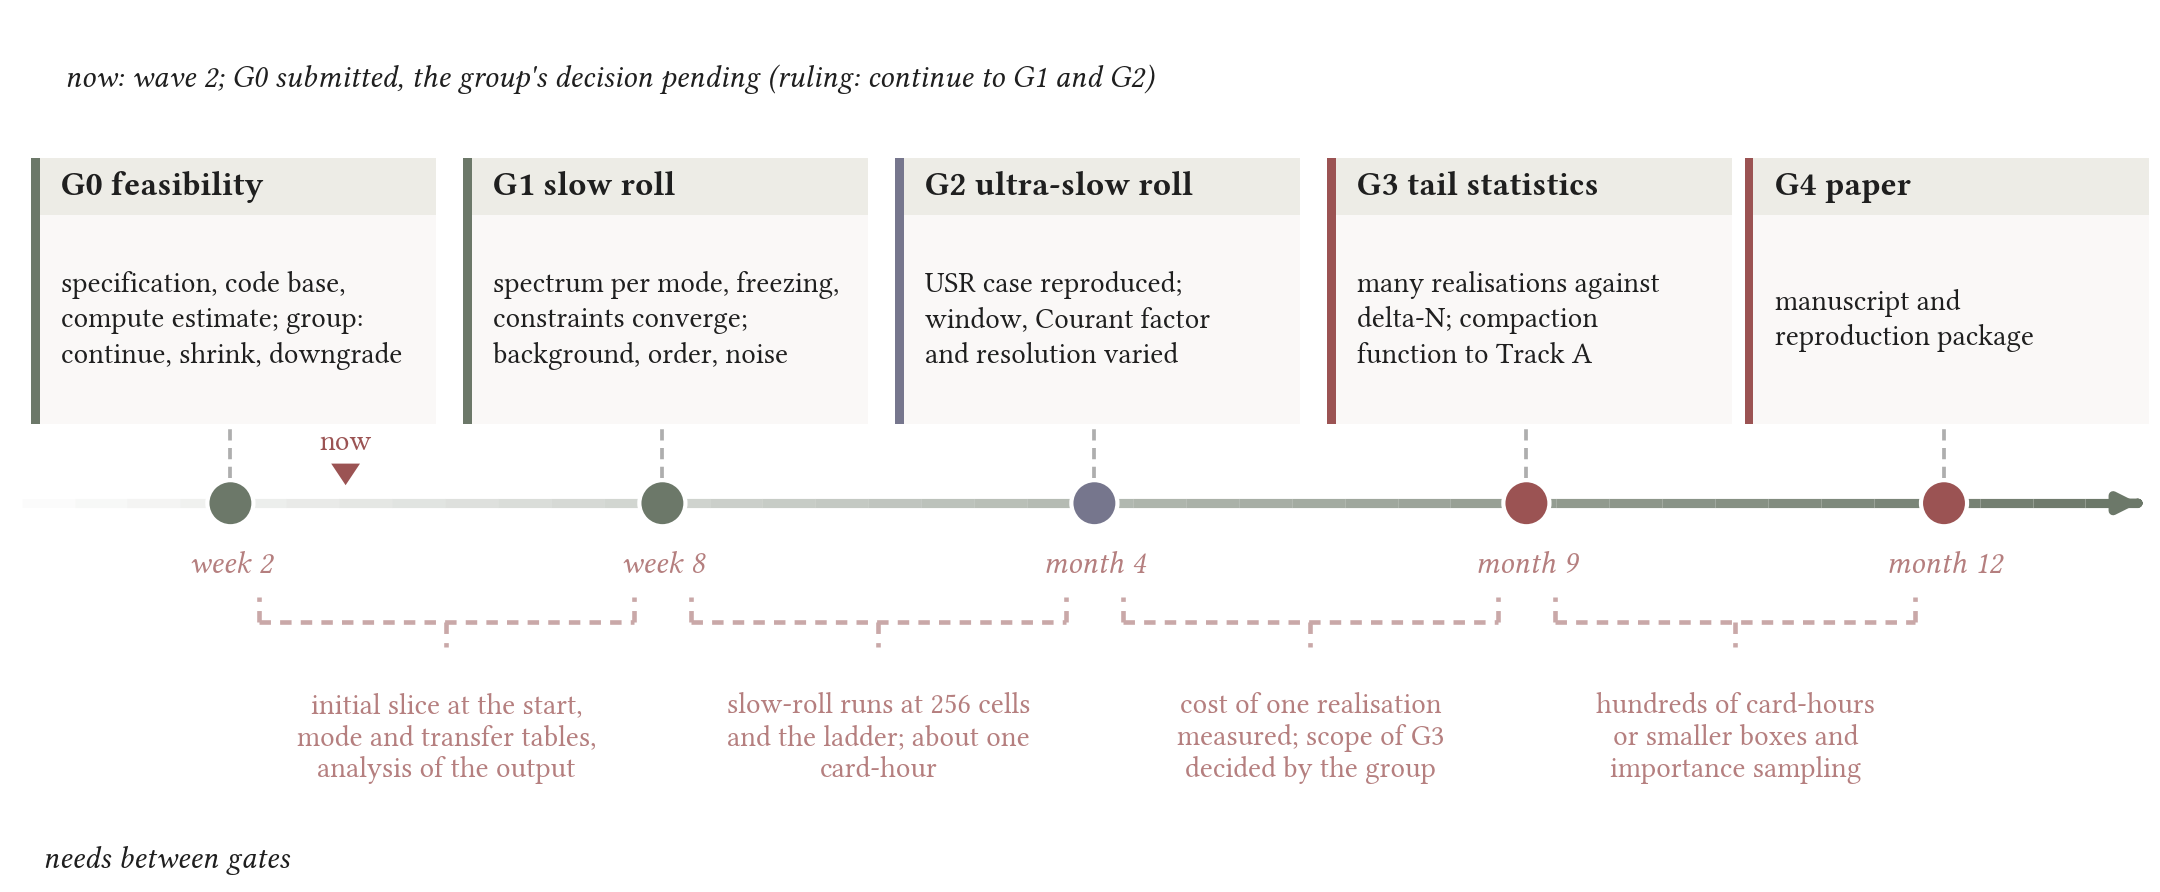 now: wave 2; G0 submitted, the group's decision pending (ruling: continue to G1 and G2)
G0 feasibility
specification, code base,
compute estimate; group:
continue, shrink, downgrade
G1 slow roll
spectrum per mode, freezing,
constraints converge;
background, order, noise
G2 ultra-slow roll
USR case reproduced;
window, Courant factor
and resolution varied
G3 tail statistics
many realisations against
delta-N; compaction
function to Track A
G4 paper
manuscript and
reproduction package
now
week 2
week 8
month 4
month 9
month 12
initial slice at the start,
mode and transfer tables,
analysis of the output
slow-roll runs at 256 cells
and the ladder; about one
card-hour
cost of one realisation
measured; scope of G3
decided by the group
hundreds of card-hours
or smaller boxes and
importance sampling
needs between gates